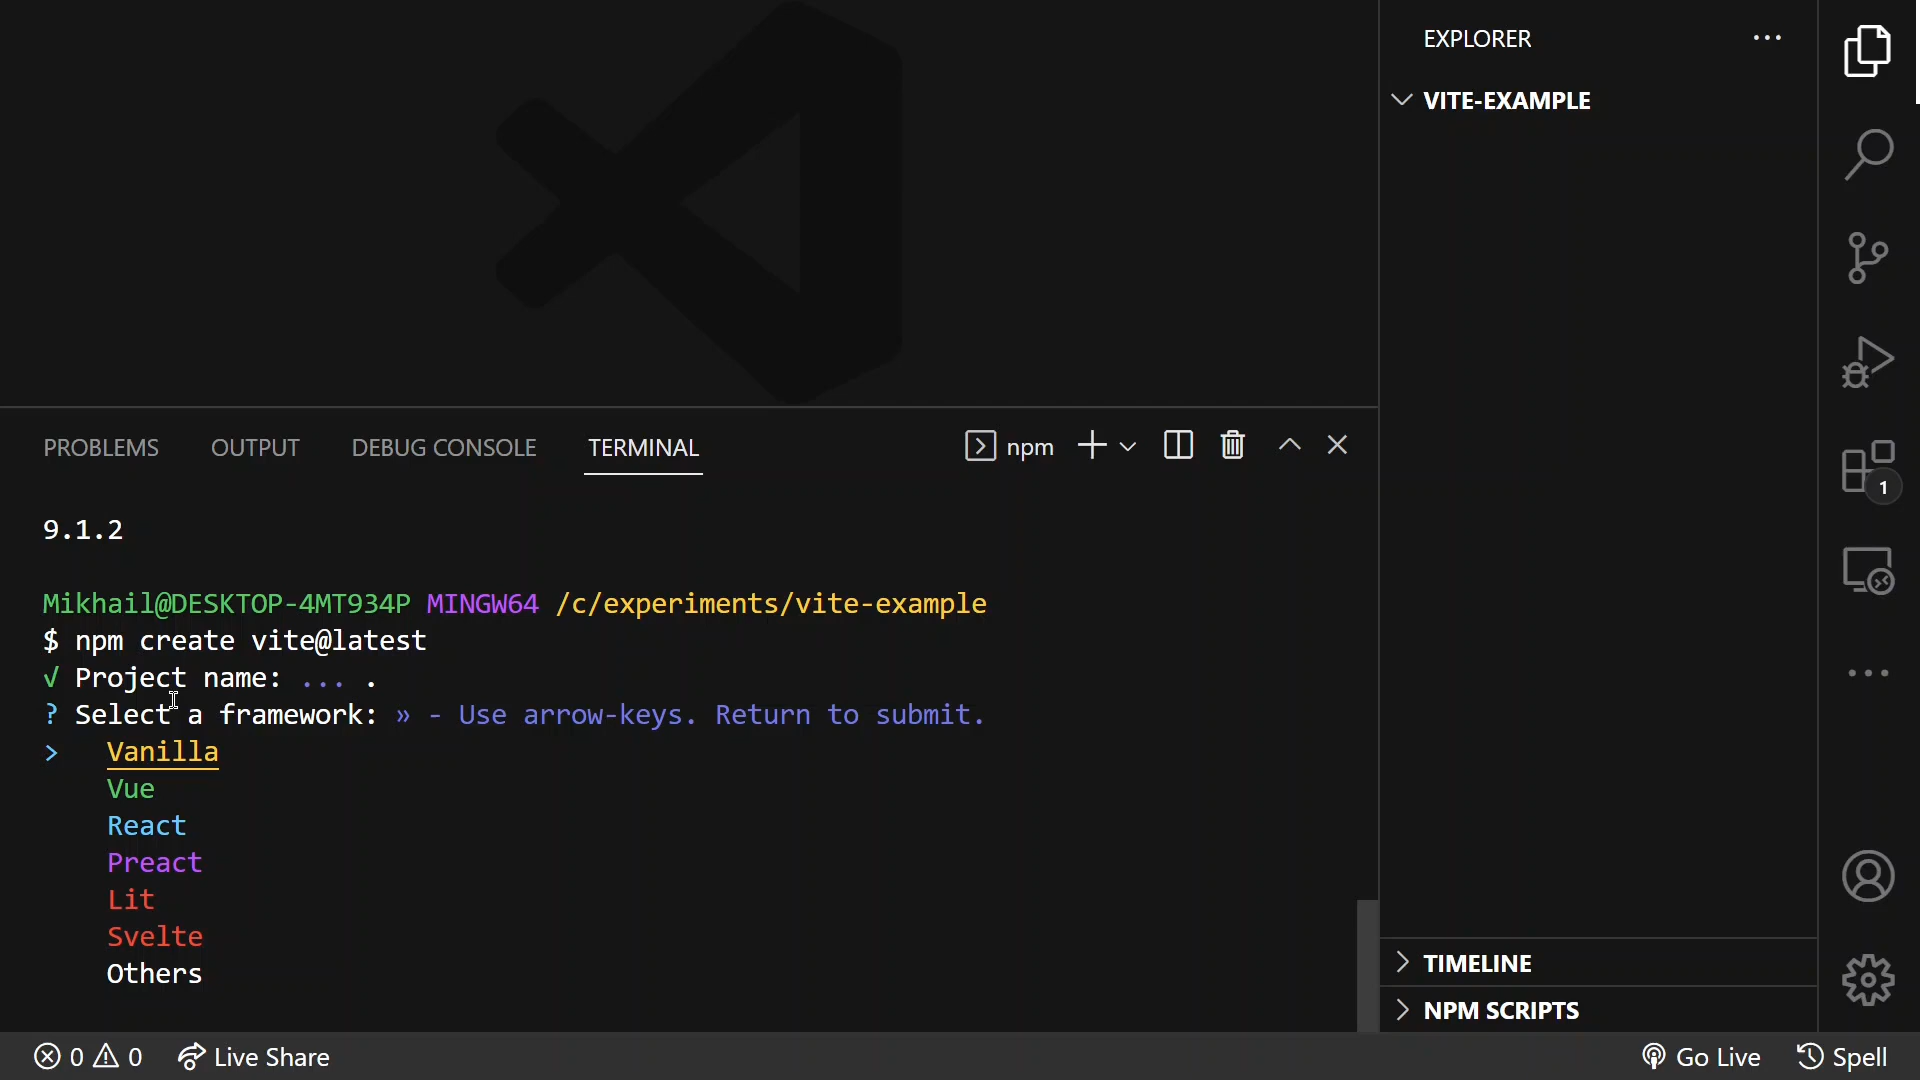 EXPLORER
VITE-EXAMPLE
PROBLEMS OUTPUT DEBUG CONSOLE TERMINAL npm
1
9.1.2
Mikhail@DESKTOP-4MT934P MINGW64 /c/experiments/vite-example
$ npm create vite@latest
√ Project name: ... .
? Select a framework: » - Use arrow-keys. Return to submit.
> Vanilla
Vue
React
Preact
Lit
Svelte
Others
TIMELINE
NPM SCRIPTS
0 0 Live Share Go Live Spell